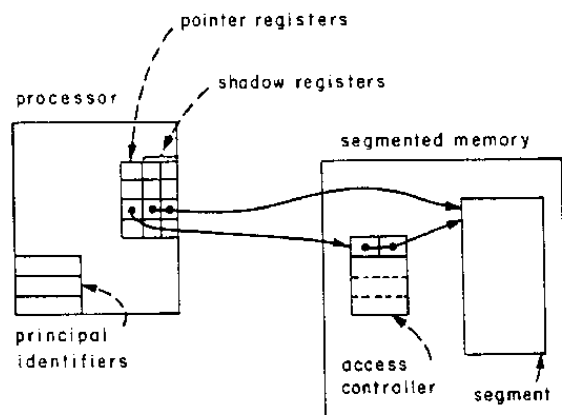 pointer registers
shadow registers
processor
segmented memory
principal
identifiers
access
controller
segment